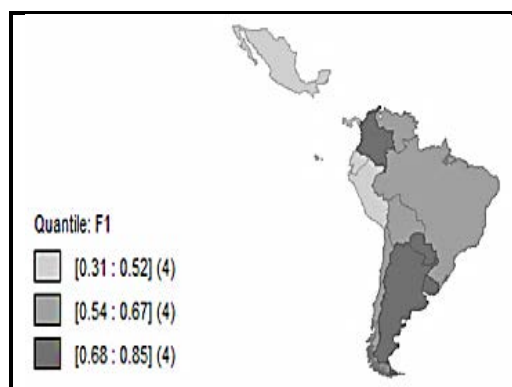 Quantile: F1
[0.31 : 0.52] (4)
[0.54 : 0.67] (4)
[0.68 : 0.85] (4)